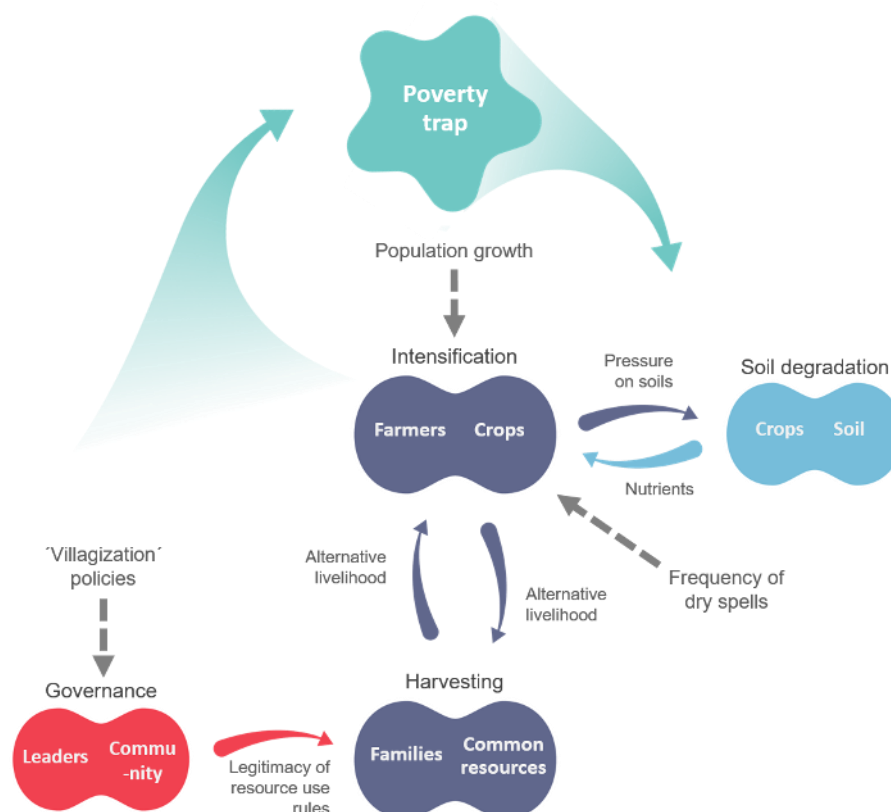 Poverty
trap
Population growth
Intensification
Farmers
Crops
Pressure
on soils
Soil degradation
Crops
Soil
Nutrients
´Villagization´
policies
Alternative
livelihood
Alternative
livelihood
Frequency of
dry spells
Governance
Leaders
Commu
-nity
Legitimacy of
resource use
rules
Harvesting
Families
Common
resources